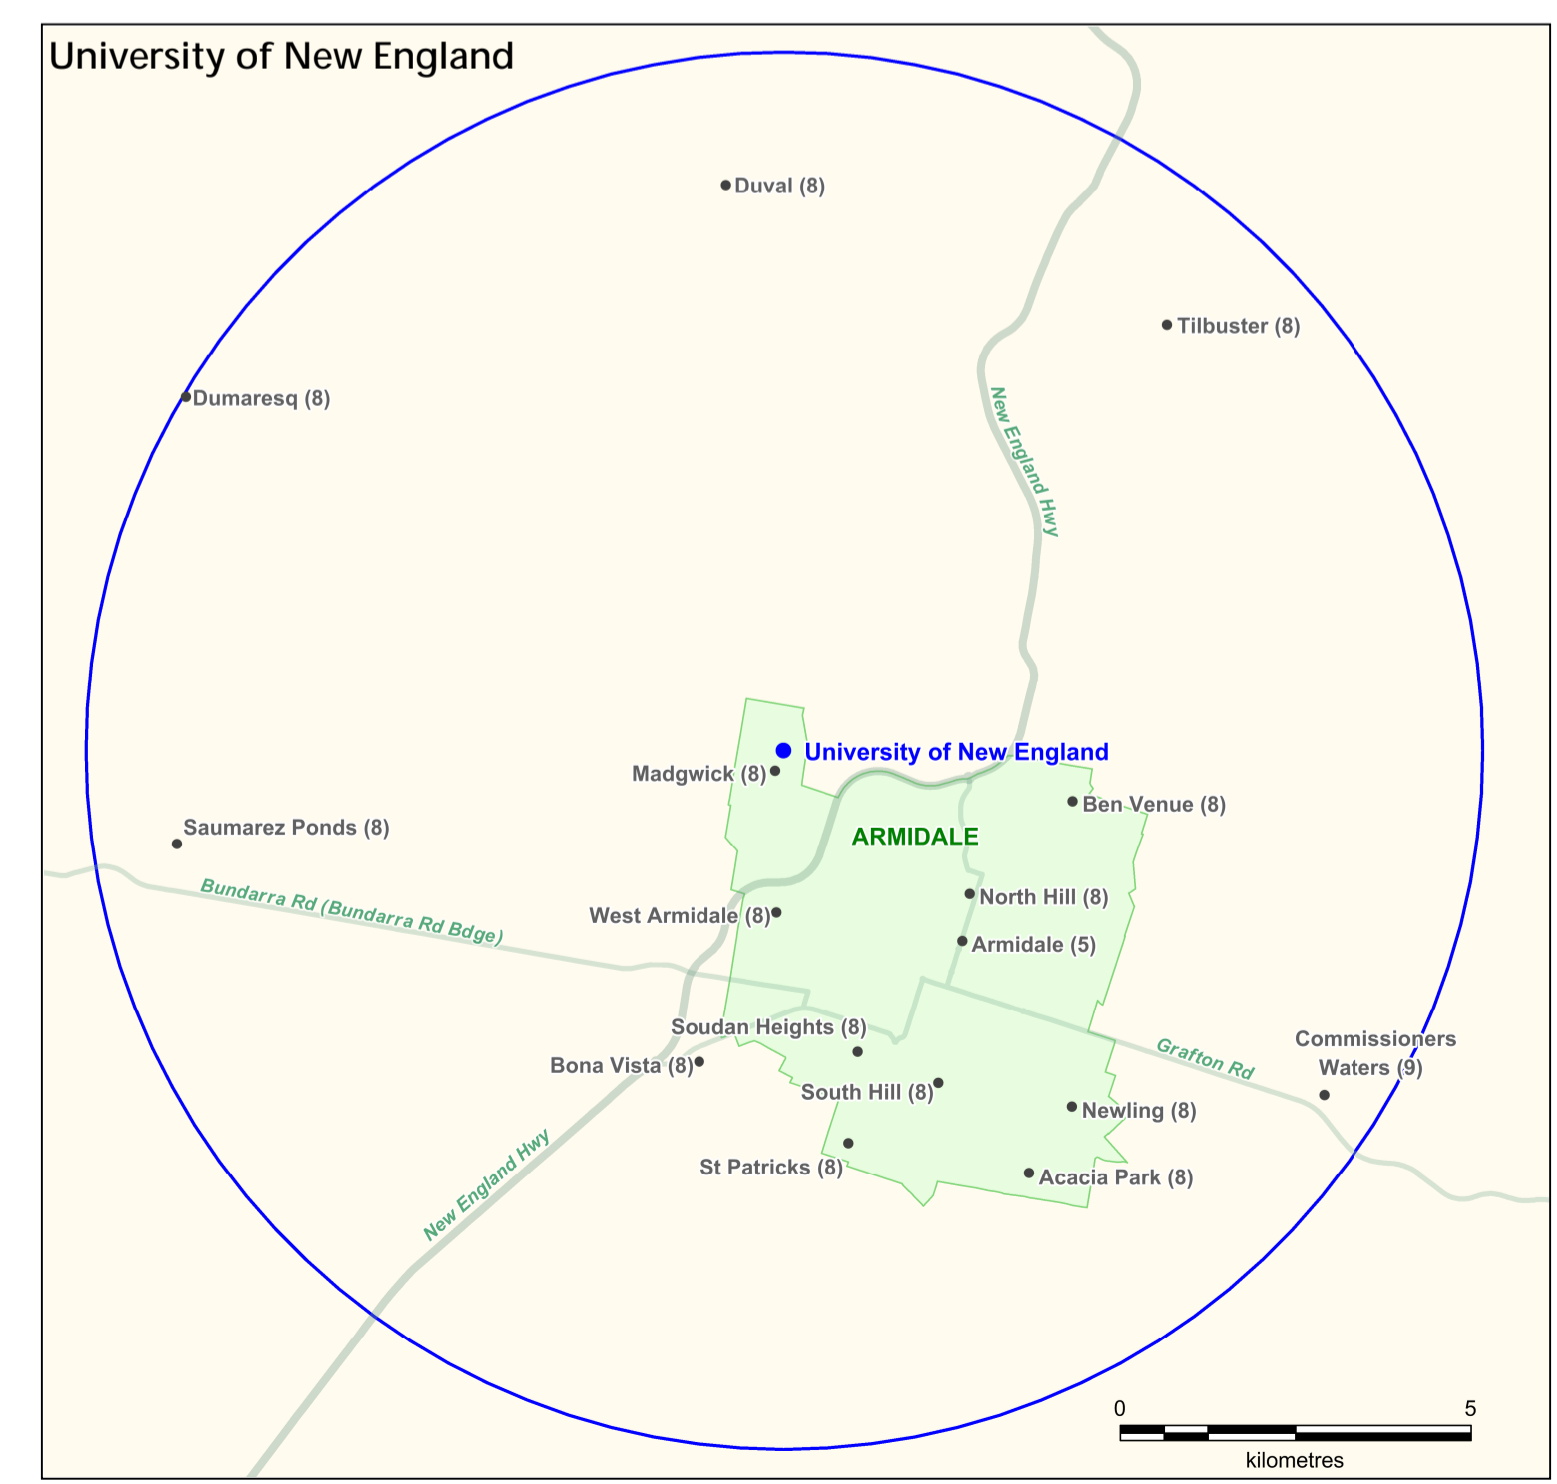 University of New England
Duval (8)
Tilbuster (8)
Dumaresq (8)
New England Hwy
University of New England
Madgwick (8)
Ben Venue (8)
Saumarez Ponds (8)
ARMIDALE
Bundarra Rd (Bundarra Rd Bdge)
North Hill (8)
West Armidale (8)
Armidale (5)
Soudan Heights (8)
Commissioners
Waters (9)
Grafton Rd
Bona Vista (8)
South Hill (8)
Newling (8)
New England Hwy
St Patricks (8)
Acacia Park (8)
0 5
kilometres